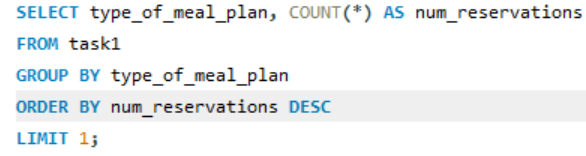 SELECT type_of_meal_plan, COUNT(*) AS num_reservations
FROM task1
GROUP BY type_of_meal_plan
ORDER BY num_reservations DESC
LIMIT 1;